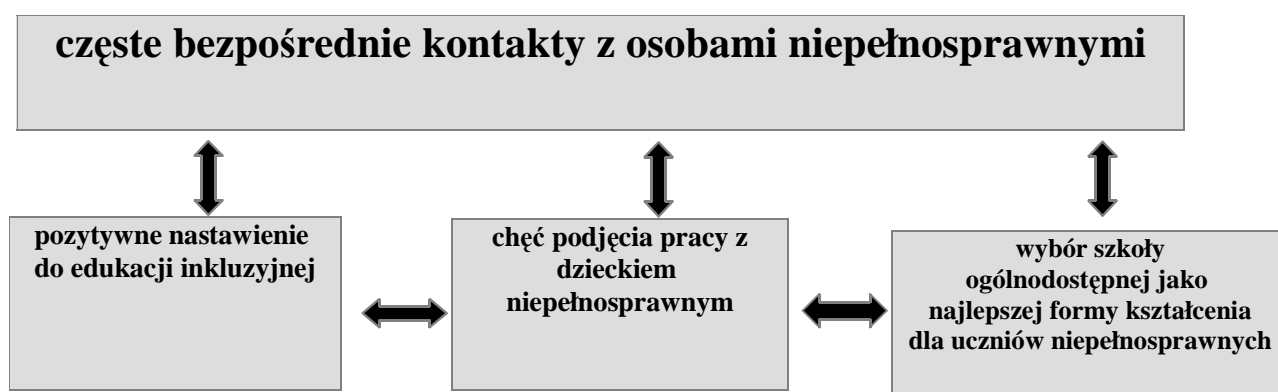 częste bezpośrednie kontakty z osobami niepełnosprawnymi
pozytywne nastawienie
do edukacji inkluzyjnej
chęć podjęcia pracy z
dzieckiem
niepełnosprawnym
wybór szkoły
ogólnodostępnej jako
najlepszej formy kształcenia
dla uczniów niepełnosprawnych